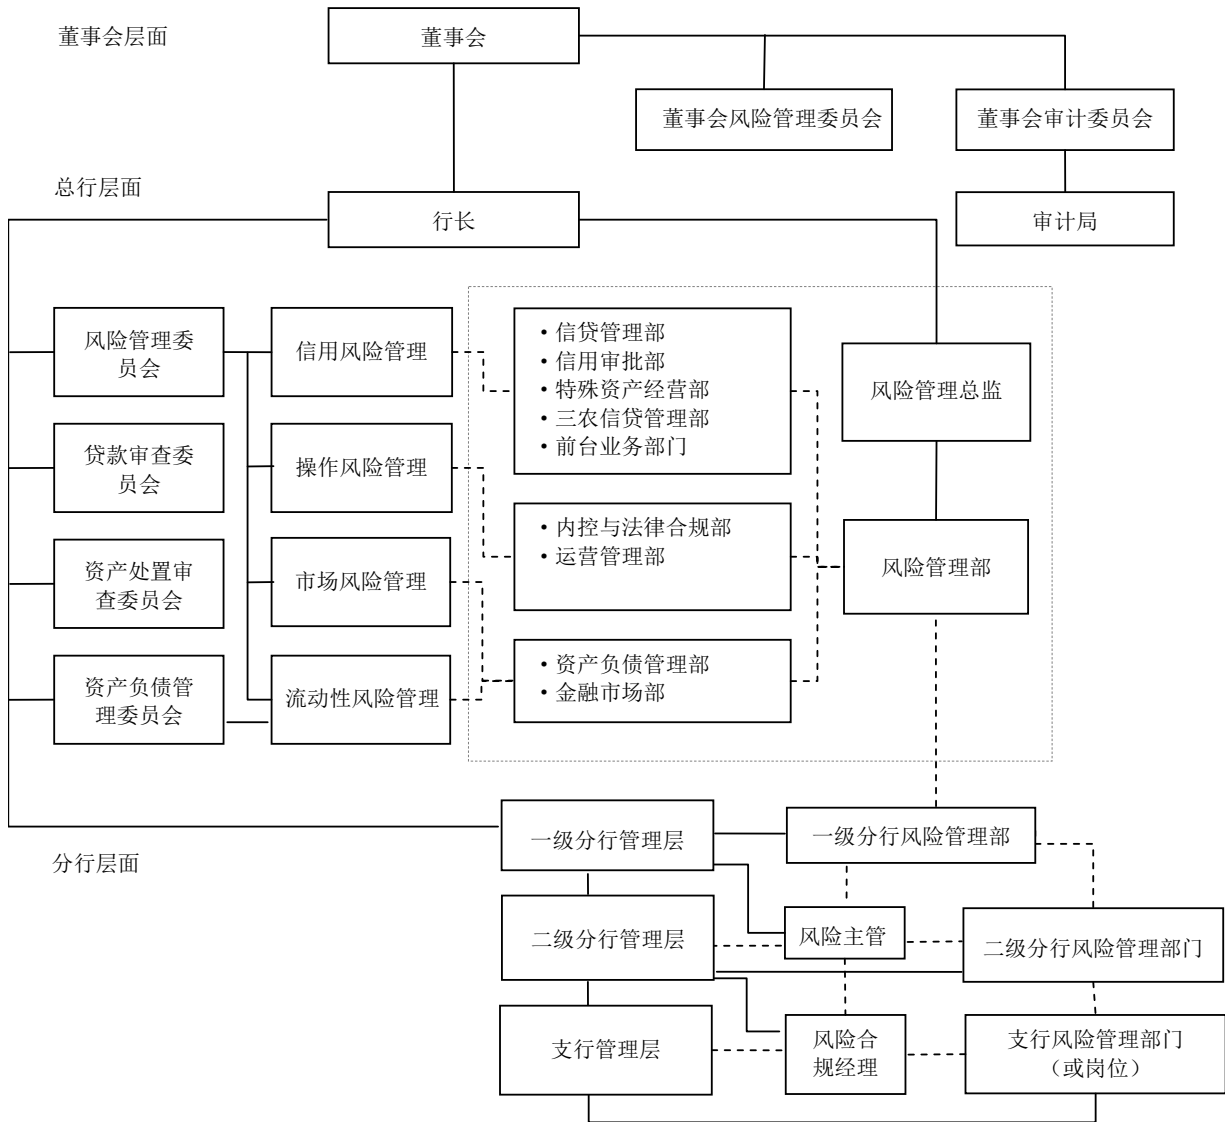 董事会层面
董事会
董事会风险管理委员会
董事会审计委员会
总行层面
行长
审计局
风险管理委
员会
信用风险管理
•信贷管理部
•信用审批部
•特殊资产经营部
•三农信贷管理部
•前台业务部门
风险管理总监
贷款审查委
员会
操作风险管理
•内控与法律合规部
•运营管理部
风险管理部
资产处置审
查委员会
市场风险管理
资产负债管
理委员会
流动性风险管理
•资产负债管理部
•金融市场部
分行层面
一级分行管理层
一级分行风险管理部
二级分行管理层
风险主管
二级分行风险管理部门
支行管理层
风险合
规经理
支行风险管理部门
（或岗位）